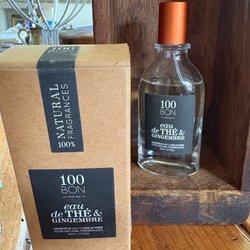 NATURAL
FRAGRANCES
100%
100
BON
eau
de THÉ &
GINGEMBRE
100
BON
eau
de THÉ &
GINGEMBRE